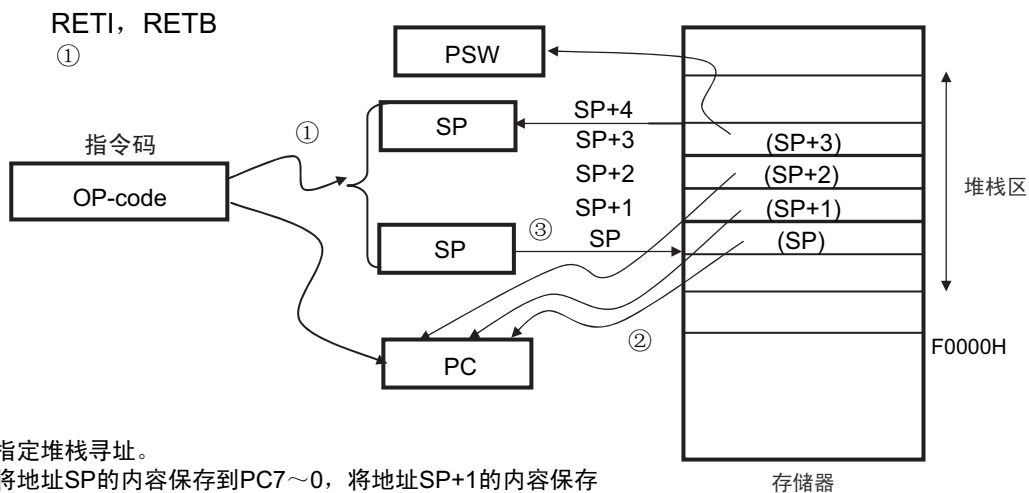 RETI，RETB
①
PSW
SP+4
SP
SP+3
(SP+3)
指令码
①
OP-code
SP+2
(SP+2)
堆栈区
SP+1
(SP+1)
SP
③
SP
(SP)
②
F0000H
PC
指定堆栈寻址。
将地址SP的内容保存到PC7～0，将地址SP+1的内容保存
存储器